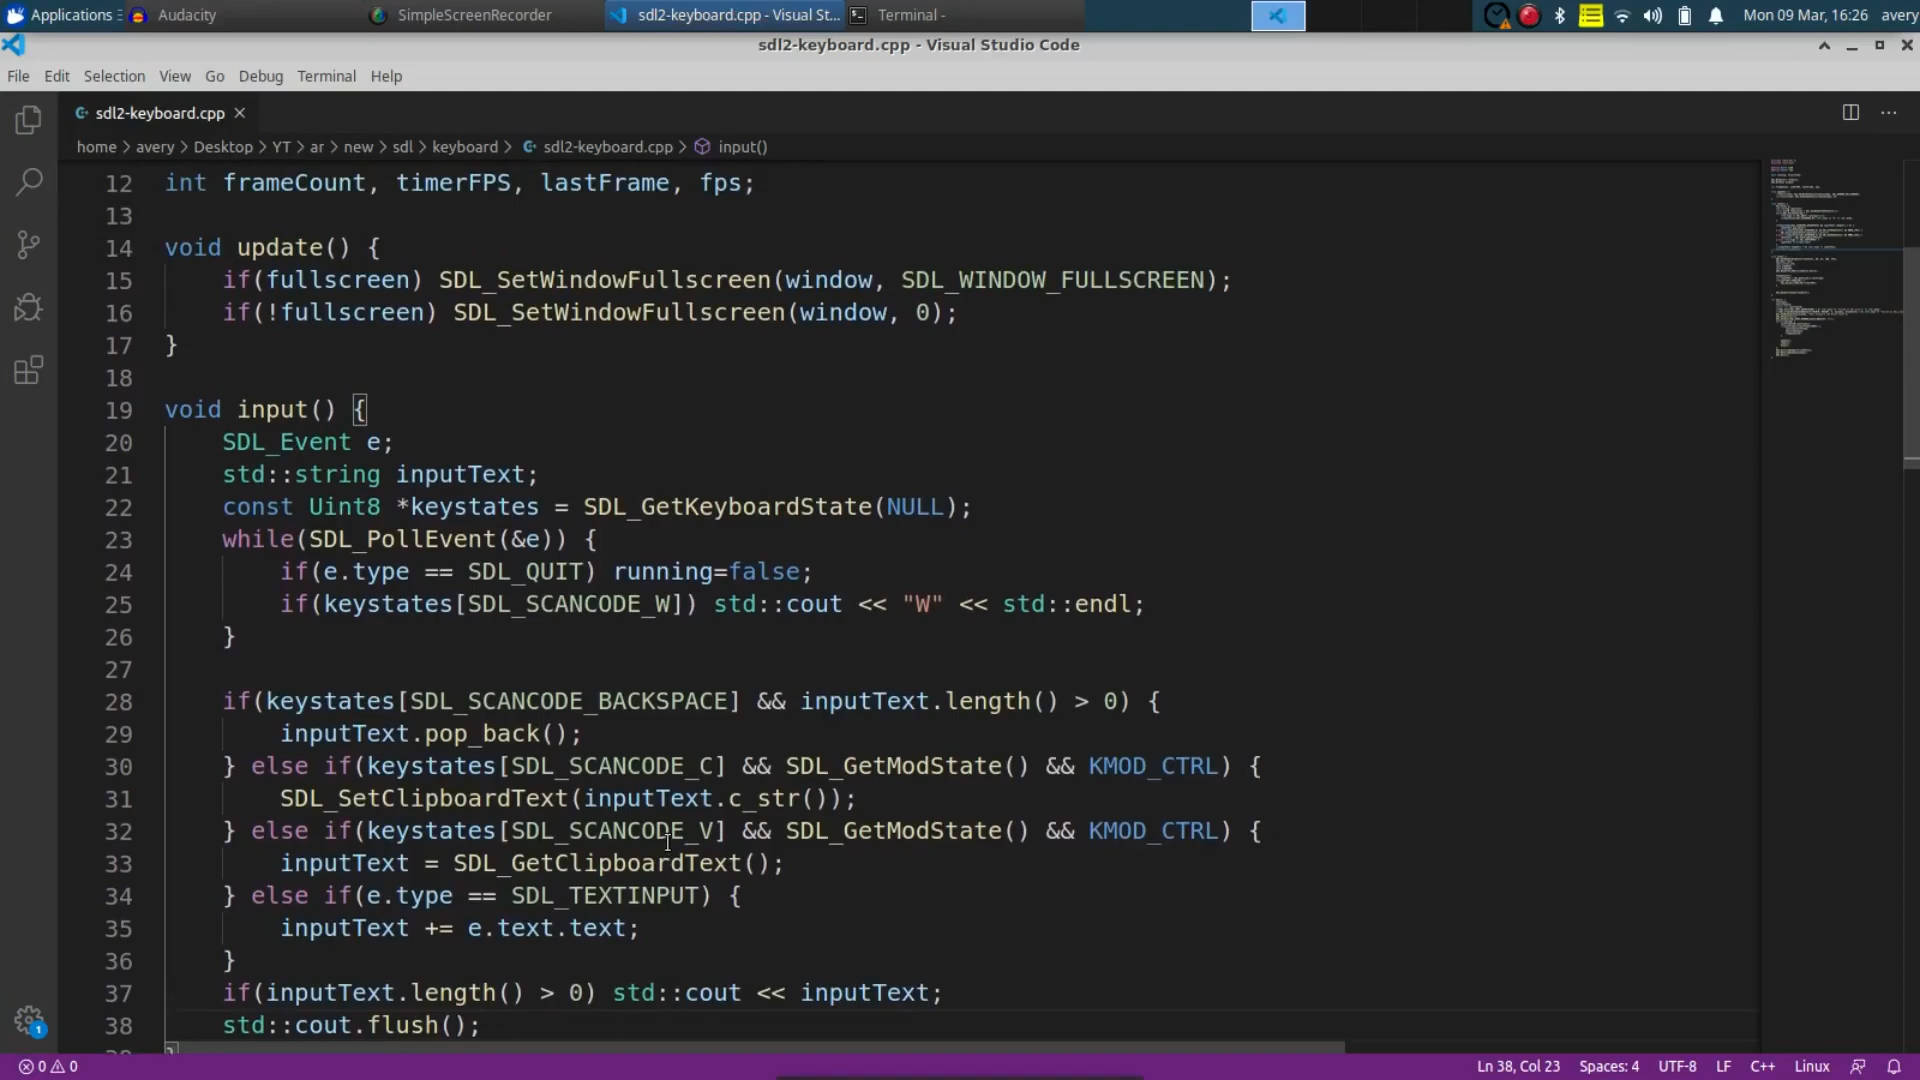 Applications
Audacity
SimpleScreenRecorder
sdl2-keyboard.cpp - Visual St...
Terminal -
Mon 09 Mar, 16:26
avery
sdl2-keyboard.cpp - Visual Studio Code
File Edit Selection View Go Debug Terminal Help
sdl2-keyboard.cpp
home > avery > Desktop > YT > ar > new > sdl > keyboard > sdl2-keyboard.cpp > input()
12 int frameCount, timerFPS, lastFrame, fps;
13
14 void update() {
15     if(fullscreen) SDL_SetWindowFullscreen(window, SDL_WINDOW_FULLSCREEN);
16     if(!fullscreen) SDL_SetWindowFullscreen(window, 0);
17 }
18
19 void input() {
20     SDL_Event e;
21     std::string inputText;
22     const Uint8 *keystates = SDL_GetKeyboardState(NULL);
23     while(SDL_PollEvent(&e)) {
24         if(e.type == SDL_QUIT) running=false;
25         if(keystates[SDL_SCANCODE_W]) std::cout << "W" << std::endl;
26     }
27
28     if(keystates[SDL_SCANCODE_BACKSPACE] && inputText.length() > 0) {
29         inputText.pop_back();
30     } else if(keystates[SDL_SCANCODE_C] && SDL_GetModState() && KMOD_CTRL) {
31         SDL_SetClipboardText(inputText.c_str());
32     } else if(keystates[SDL_SCANCODE_V] && SDL_GetModState() && KMOD_CTRL) {
33         inputText = SDL_GetClipboardText();
34     } else if(e.type == SDL_TEXTINPUT) {
35         inputText += e.text.text;
36     }
37     if(inputText.length() > 0) std::cout << inputText;
38     std::cout.flush();
1
0 0 Ln 38, Col 23 Spaces: 4 UTF-8 LF C++ Linux